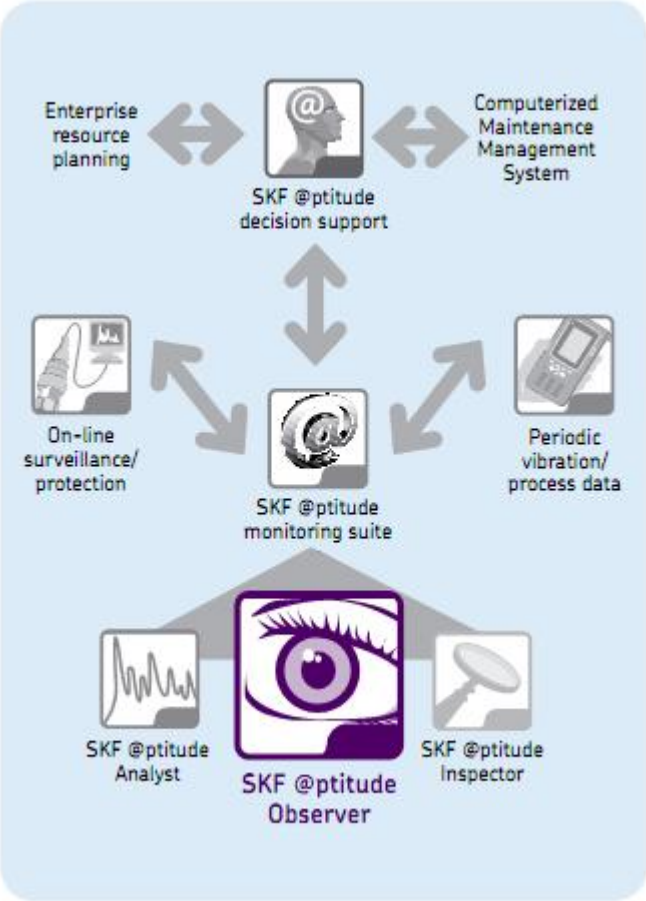 Enterprise
resource
planning
Computerized
Maintenance
Management
System
@
SKF @ptitude
decision support
On-line
surveillance/
protection
@
SKF @ptitude
monitoring suite
Periodic
vibration/
process data
SKF @ptitude
Analyst
SKF @ptitude
Observer
SKF @ptitude
Inspector